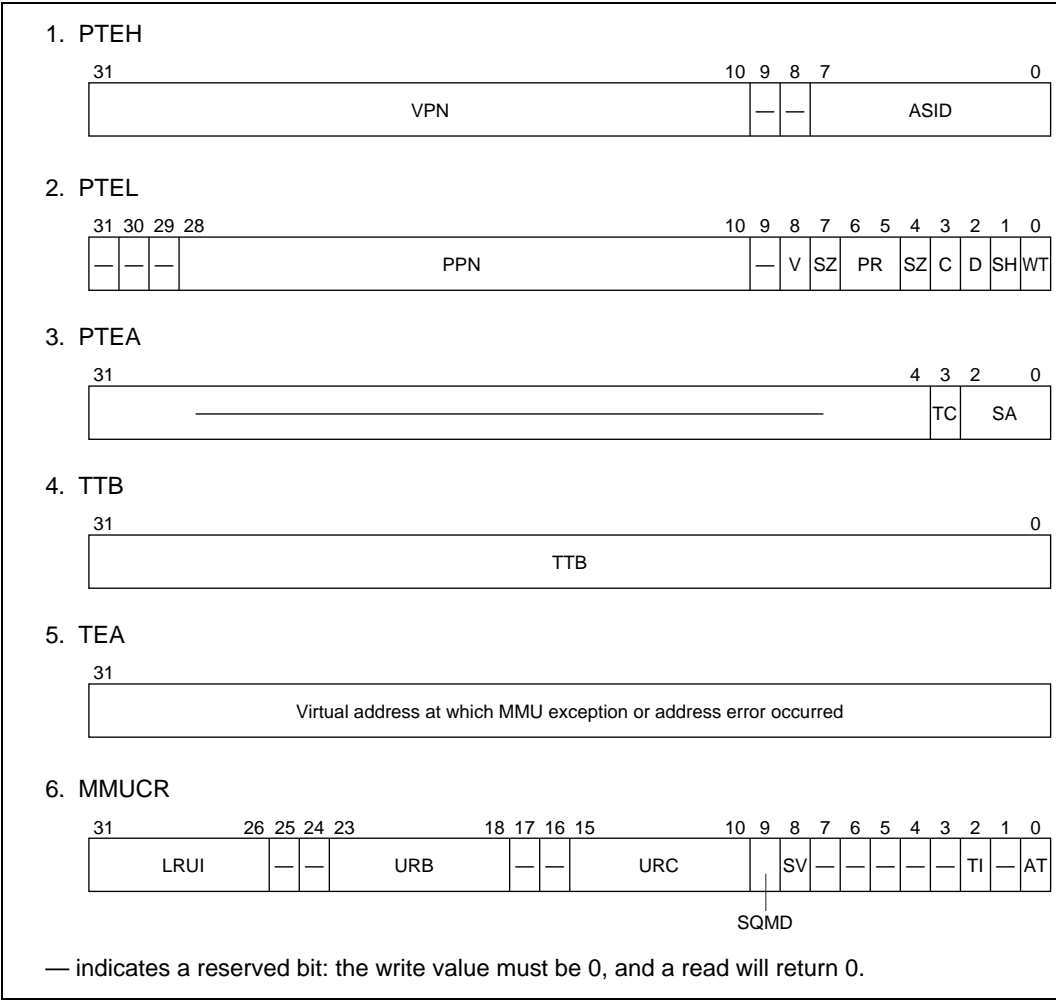 1. PTEH
31 10 9 8 7 0
VPN — — ASID
2. PTEL
31 30 29 28 10 9 8 7 6 5 4 3 2 1 0
— — — PPN — V SZ PR SZ C D SH WT
3. PTEA
31 4 3 2 0
— TC SA
4. TTB
31 0
TTB
5. TEA
31
Virtual address at which MMU exception or address error occurred
6. MMUCR
31 26 25 24 23 18 17 16 15 10 9 8 7 6 5 4 3 2 1 0
LRUI — — URB — — URC SV — — — — — TI — AT
SQMD
— indicates a reserved bit: the write value must be 0, and a read will return 0.